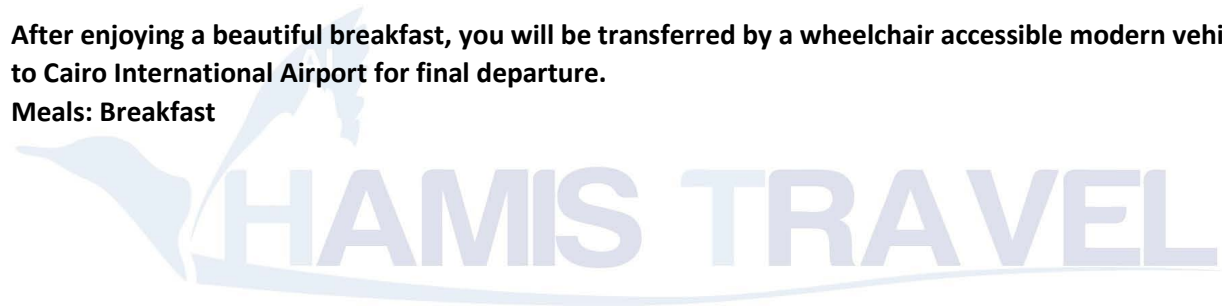 After enjoying a beautiful breakfast, you will be transferred by a wheelchair accessible modern vehi
to Cairo International Airport for final departure.
Meals: Breakfast
HAMIS TRAVEL